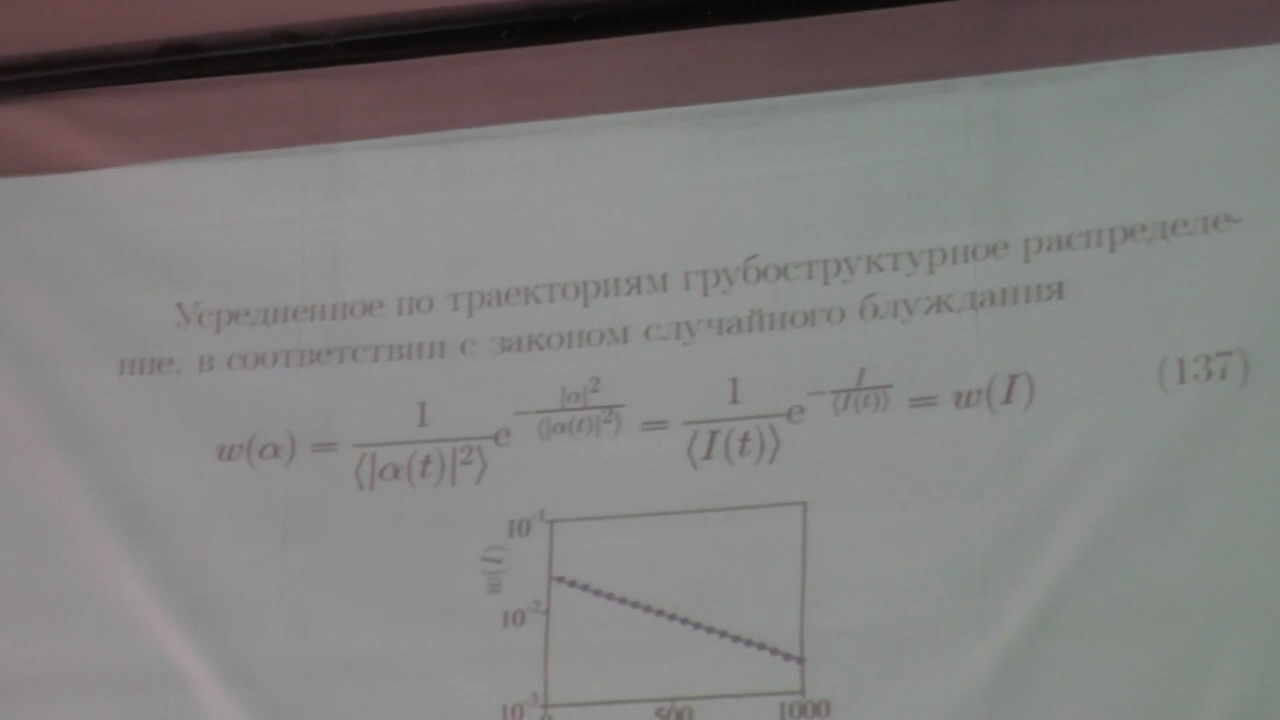 Усредненное по траекториям грубоструктурное распределе-
ние, в соответствии с законом случайного блуждания
w(α) = 1/⟨|α(t)|²⟩ e^{−|α|²/⟨|α(t)|²⟩} = 1/⟨I(t)⟩ e^{−I/⟨I(t)⟩} = w(I) (137)
10⁻¹
w(I)
10⁻²
10⁻³
0 500 1000